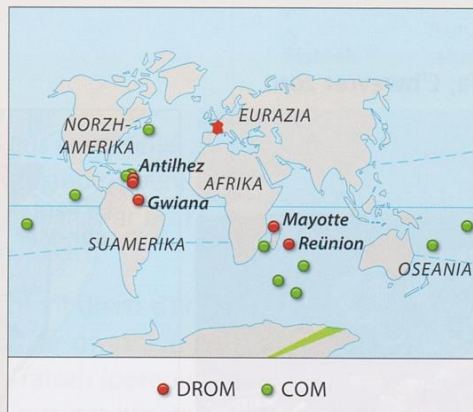 NORZH-
AMERIKA
EURAZIA
Antilhez
AFRIKA
Gwiana
Mayotte
SUAMERIKA
Reünion
OSEANIA
DROM
COM